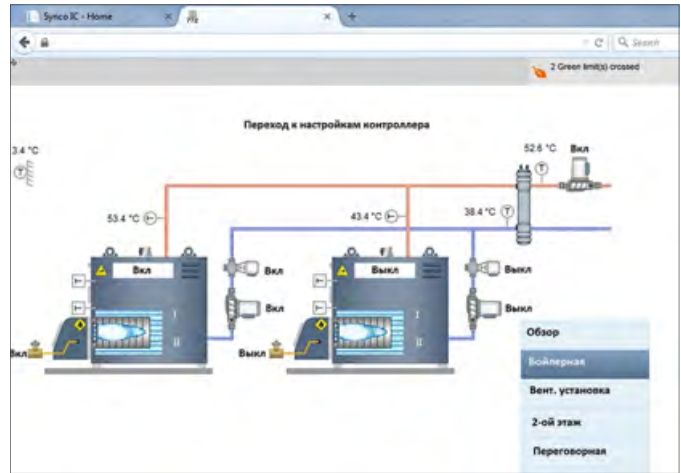 Synco IC - Home
Search
2 Green limit(s) crossed
Переход к настройкам контроллера
3.4 °C
52.6 °C Вкл
T
T
53.4 °C T
43.4 °C T
38.4 °C T
Вкл
Вкл
Выкл
Выкл
T
T
T
T
Вкл
Выкл
I
I
II
II
Вкл
Выкл
Обзор
Бойлерная
Вент. установка
2-ой этаж
Переговорная